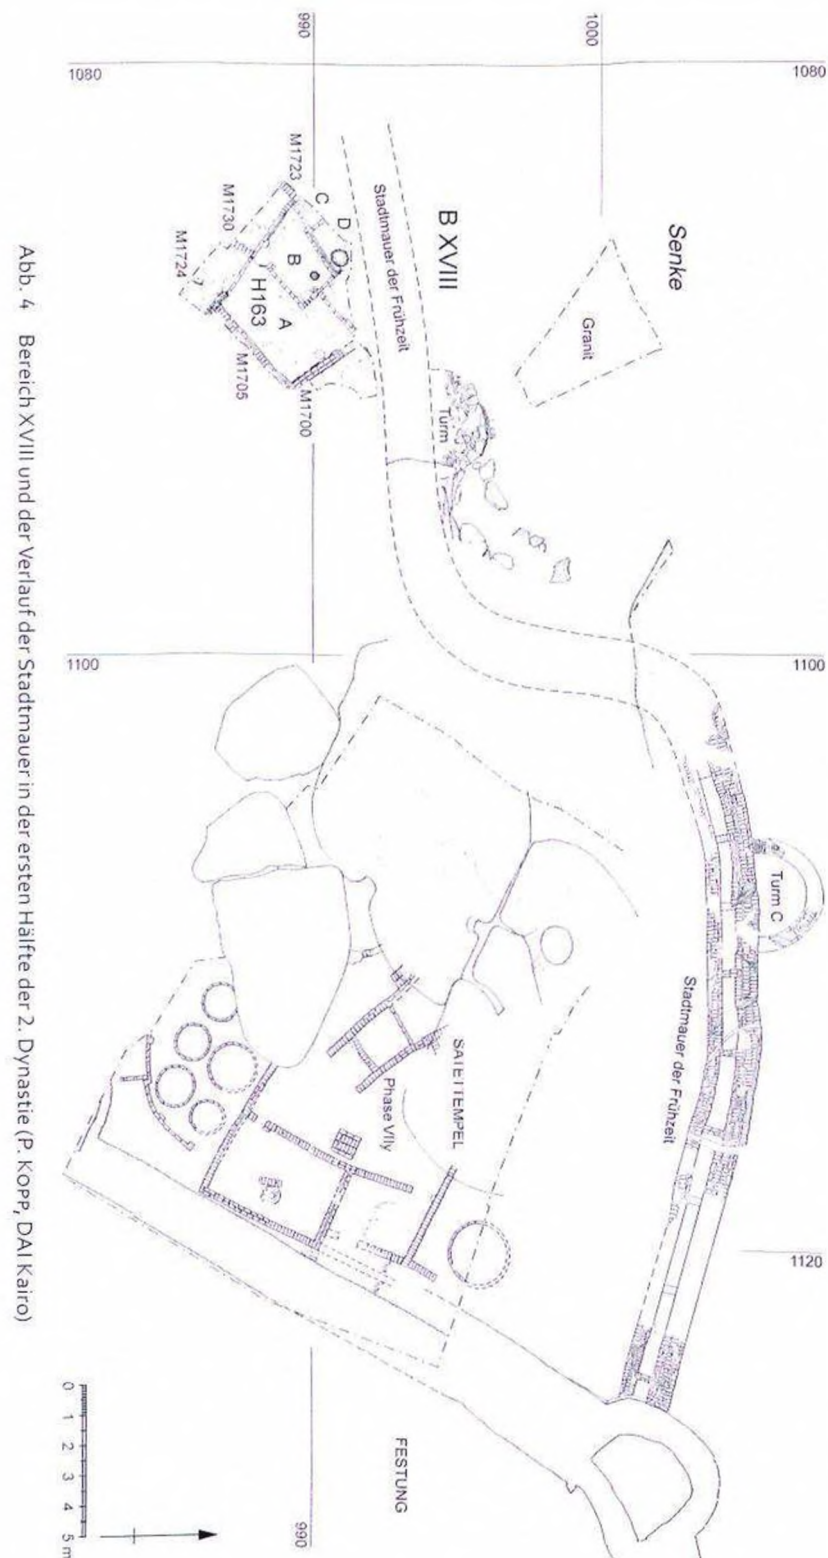 990
1000
1080
1080
Senke
Granit
B XVIII
Stadtmauer der Frühzeit
M1723
C
D
M1730
B
M1724
H163
A
M1705
M1700
Turm
1100
1100
Turm C
Stadtmauer der Frühzeit
SATETTEMPEL
Phase VIIγ
1120
FESTUNG
990
0 1 2 3 4 5 m
Abb. 4 Bereich XVIII und der Verlauf der Stadtmauer in der ersten Hälfte der 2. Dynastie (P. KOPP, DAI Kairo)